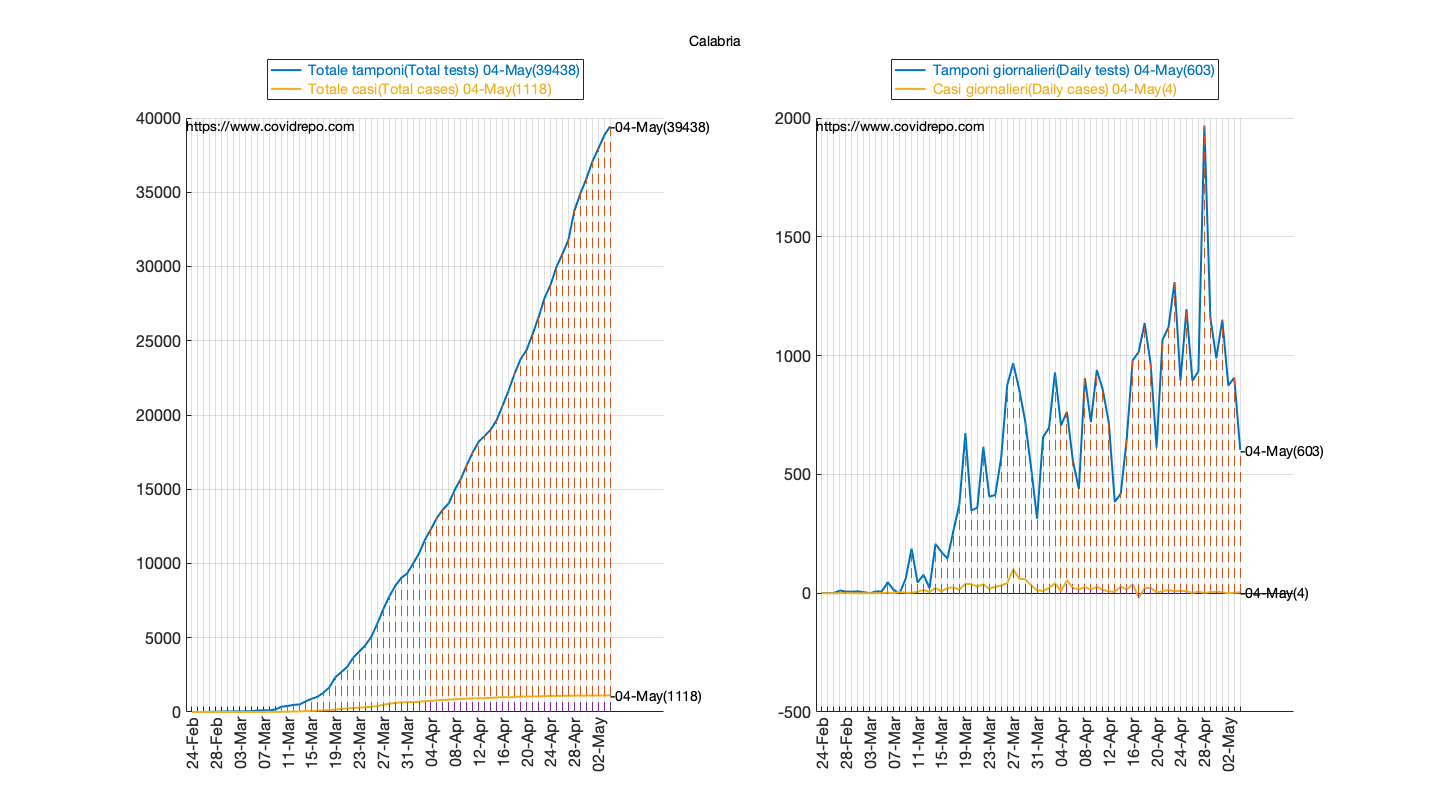 Calabria
Totale tamponi(Total tests) 04-May(39438)
Totale casi(Total cases) 04-May(1118)
https://www.covidrepo.com
40000
35000
30000
25000
20000
15000
10000
5000
0
04-May(39438)
04-May(1118)
24-Feb
28-Feb
03-Mar
07-Mar
11-Mar
15-Mar
19-Mar
23-Mar
27-Mar
31-Mar
04-Apr
08-Apr
12-Apr
16-Apr
20-Apr
24-Apr
28-Apr
02-May
Tamponi giornalieri(Daily tests) 04-May(603)
Casi giornalieri(Daily cases) 04-May(4)
https://www.covidrepo.com
2000
1500
1000
500
0
-500
04-May(603)
04-May(4)
24-Feb
28-Feb
03-Mar
07-Mar
11-Mar
15-Mar
19-Mar
23-Mar
27-Mar
31-Mar
04-Apr
08-Apr
12-Apr
16-Apr
20-Apr
24-Apr
28-Apr
02-May